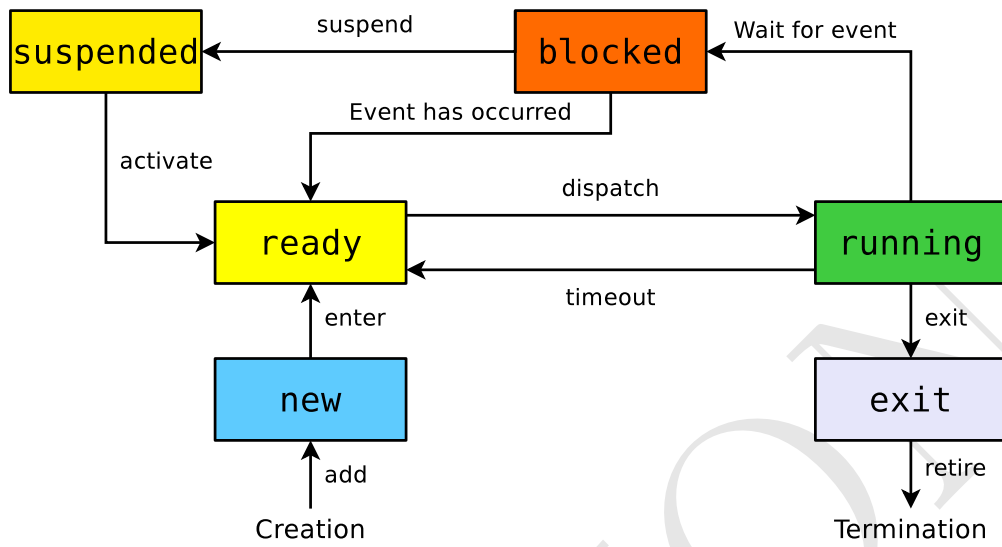 suspend
Wait for event
suspended
blocked
Event has occurred
activate
dispatch
ready
running
timeout
enter
exit
new
exit
add
retire
Creation
Termination